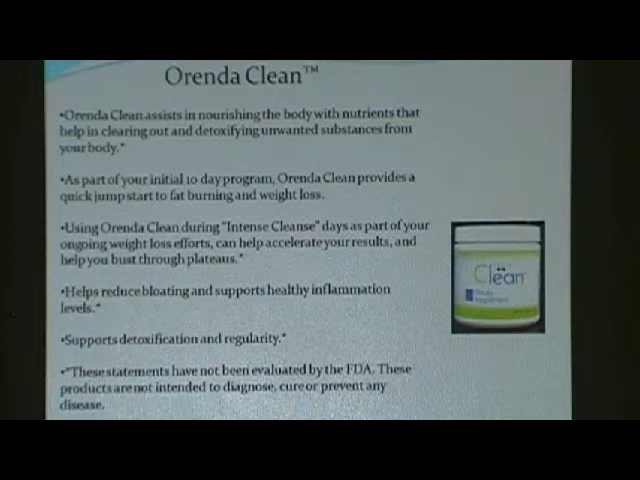 Orenda Clean™
•Orenda Clean assists in nourishing the body with nutrients that
help in clearing out and detoxifying unwanted substances from
your body.*
•As part of your initial 10 day program, Orenda Clean provides a
quick jump start to fat burning and weight loss.
•Using Orenda Clean during "Intense Cleanse" days as part of your
ongoing weight loss efforts, can help accelerate your results, and
help you bust through plateaus.*
•Helps reduce bloating and supports healthy inflammation
levels.*
•Supports detoxification and regularity.*
•*These statements have not been evaluated by the FDA. These
products are not intended to diagnose, cure or prevent any
disease.
Clëan
Dietary
Supplement